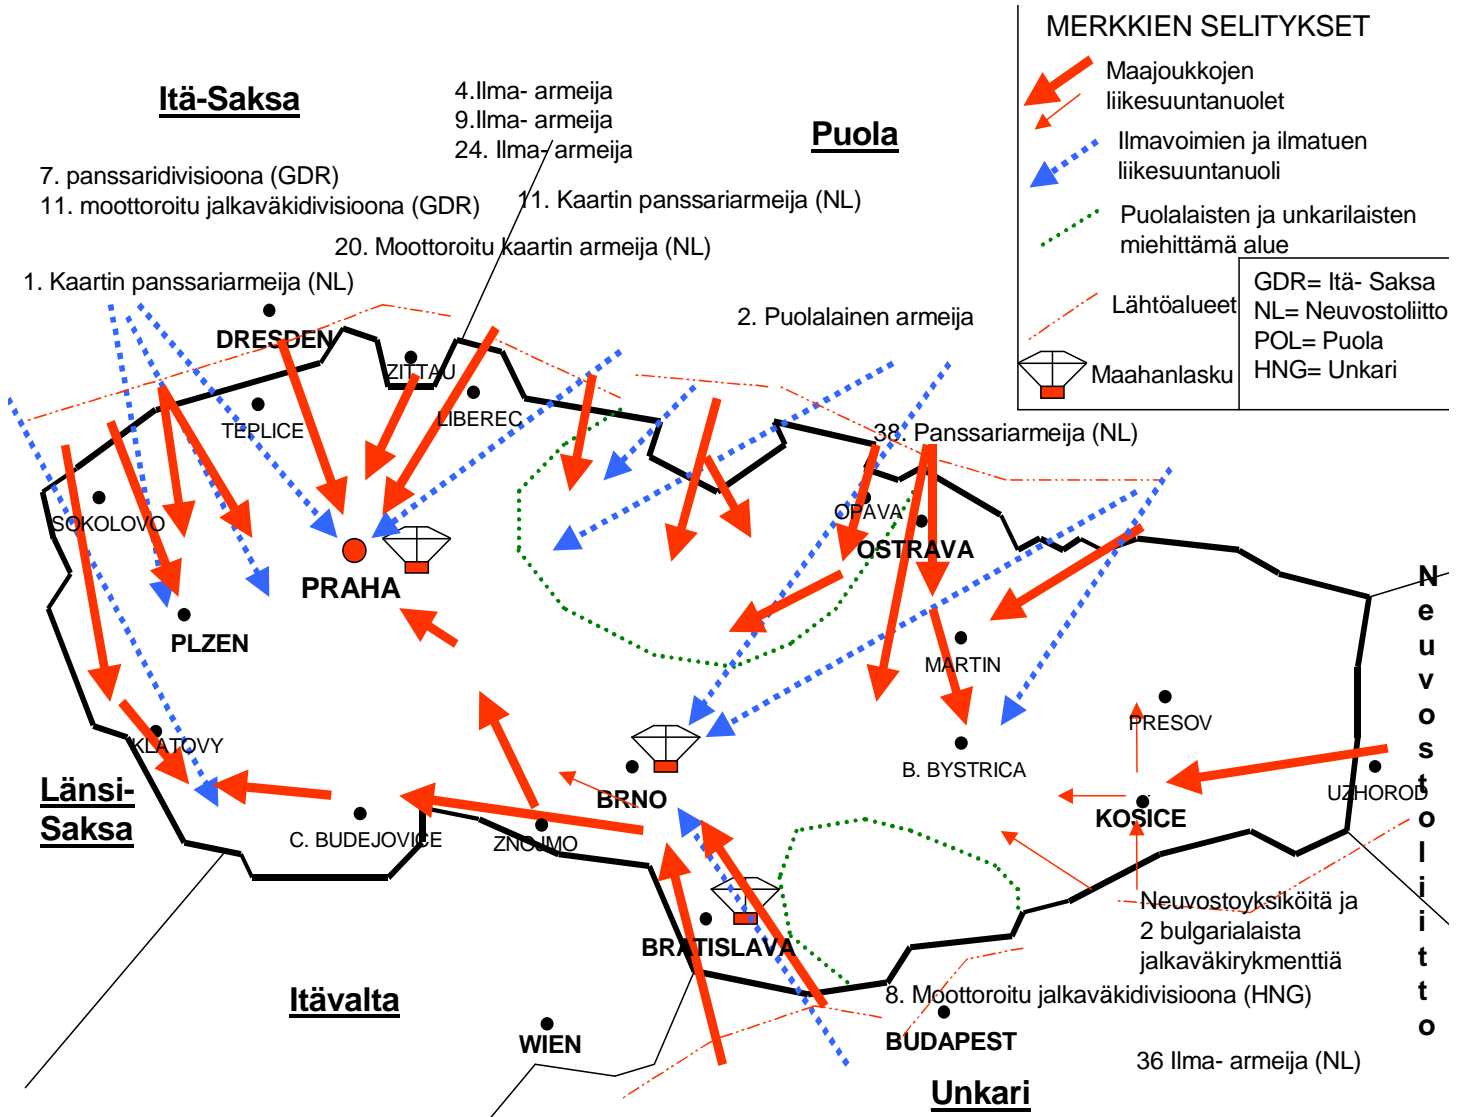 MERKKIEN SELITYKSET
Maajoukkojen
liikesuuntanuolet
Ilmavoimien ja ilmatuen
liikesuuntanuoli
Puolalaisten ja unkarilaisten
miehittämä alue
Lähtöalueet
Maahanlasku
GDR= Itä- Saksa
NL= Neuvostoliitto
POL= Puola
HNG= Unkari
Itä-Saksa
4.Ilma- armeija
9.Ilma- armeija
24. Ilma- armeija
Puola
7. panssaridivisioona (GDR)
11. moottoroitu jalkaväkidivisioona (GDR)
11. Kaartin panssariarmeija (NL)
20. Moottoroitu kaartin armeija (NL)
1. Kaartin panssariarmeija (NL)
2. Puolalainen armeija
DRESDEN
ZITTAU
TEPLICE
LIBEREC
38. Panssariarmeija (NL)
SOKOLOVO
OPAVA
OSTRAVA
PRAHA
PLZEN
MARTIN
PRESOV
KLATOVY
B. BYSTRICA
Länsi-
Saksa
BRNO
UZHOROD
KOSICE
C. BUDEJOVICE
ZNOJMO
Neuvostoliitto
Neuvostoyksiköitä ja
2 bulgarialaista
jalkaväkirykmenttiä
BRATISLAVA
8. Moottoroitu jalkaväkidivisioona (HNG)
Itävalta
WIEN
BUDAPEST
36 Ilma- armeija (NL)
Unkari